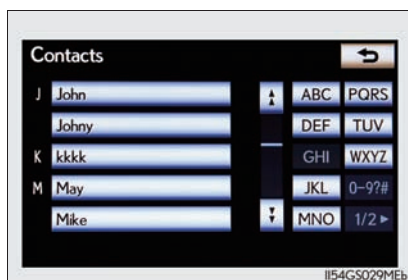 Contacts
J John ABC PQRS
Johny DEF TUV
K kkkk GHI WXYZ
M May JKL 0-9?#
Mike MNO 1/2
II54GS029MEb